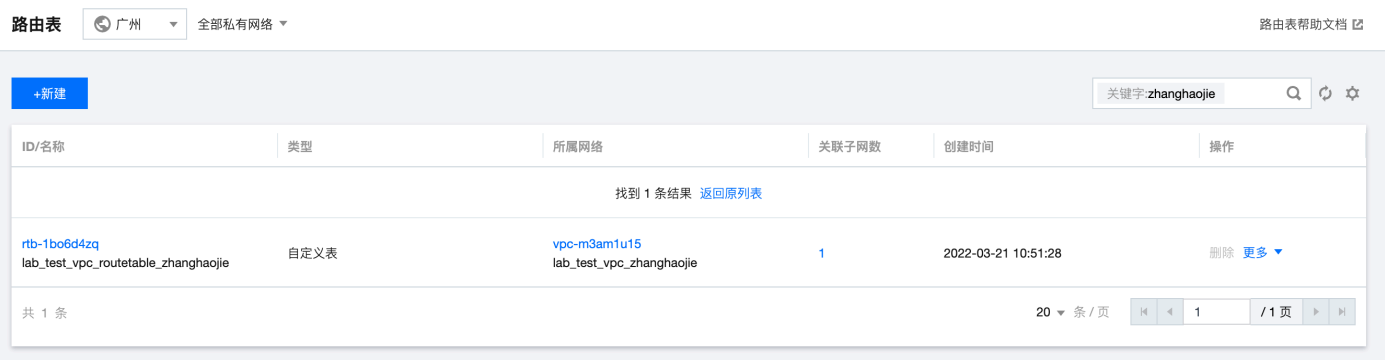 路由表 广州 全部私有网络 路由表帮助文档
+新建 关键字:zhanghaojie
ID/名称 类型 所属网络 关联子网数 创建时间 操作
找到 1 条结果 返回原列表
rtb-1bo6d4zq vpc-m3am1u15
自定义表 1 2022-03-21 10:51:28 删除 更多
lab_test_vpc_routetable_zhanghaojie lab_test_vpc_zhanghaojie
共 1 条 20 条 / 页 1 / 1 页